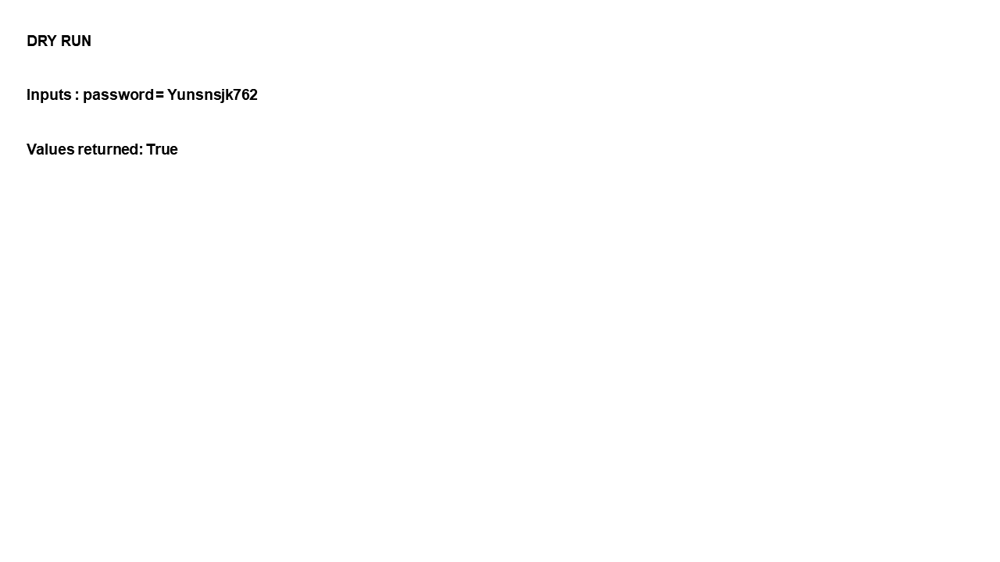 DRY RUN
Inputs : password= Yunsnsjk762
Values returned: True